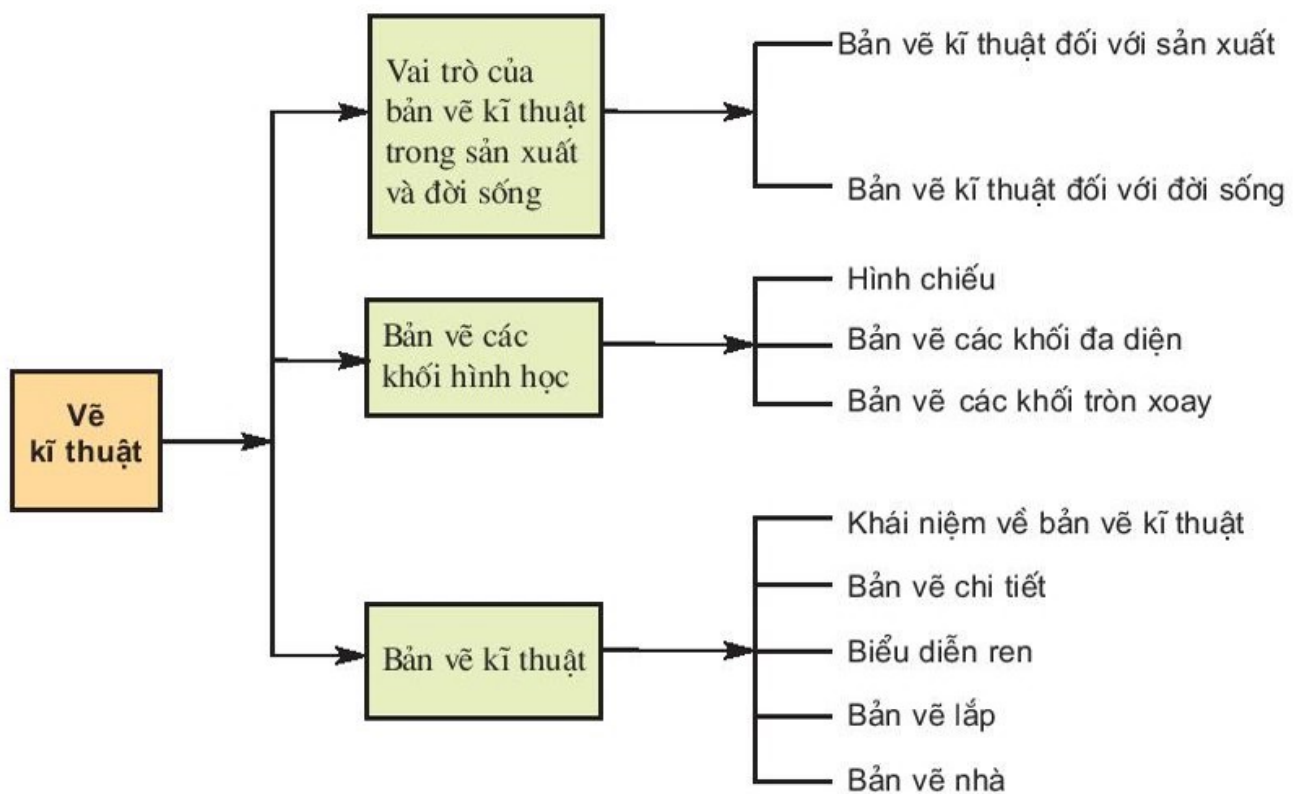 Vẽ
kĩ thuật
Vai trò của
bản vẽ kĩ thuật
trong sản xuất
và đời sống
Bản vẽ kĩ thuật đối với sản xuất
Bản vẽ kĩ thuật đối với đời sống
Bản vẽ các
khối hình học
Hình chiếu
Bản vẽ các khối đa diện
Bản vẽ các khối tròn xoay
Bản vẽ kĩ thuật
Khái niệm về bản vẽ kĩ thuật
Bản vẽ chi tiết
Biểu diễn ren
Bản vẽ lắp
Bản vẽ nhà